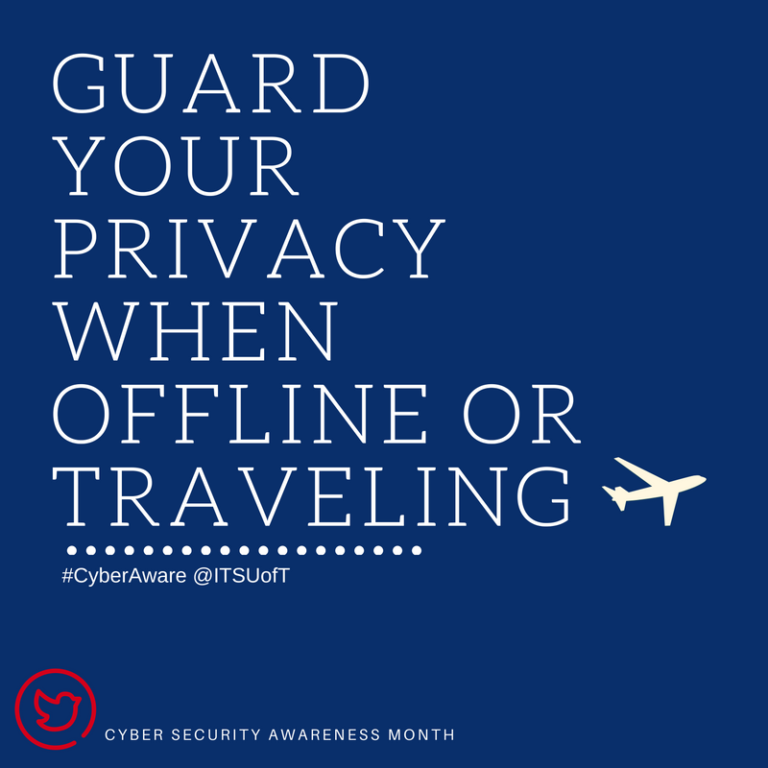 GUARD
YOUR
PRIVACY
WHEN
OFFLINE OR
TRAVELING
#CyberAware @ITSUofT
CYBER SECURITY AWARENESS MONTH